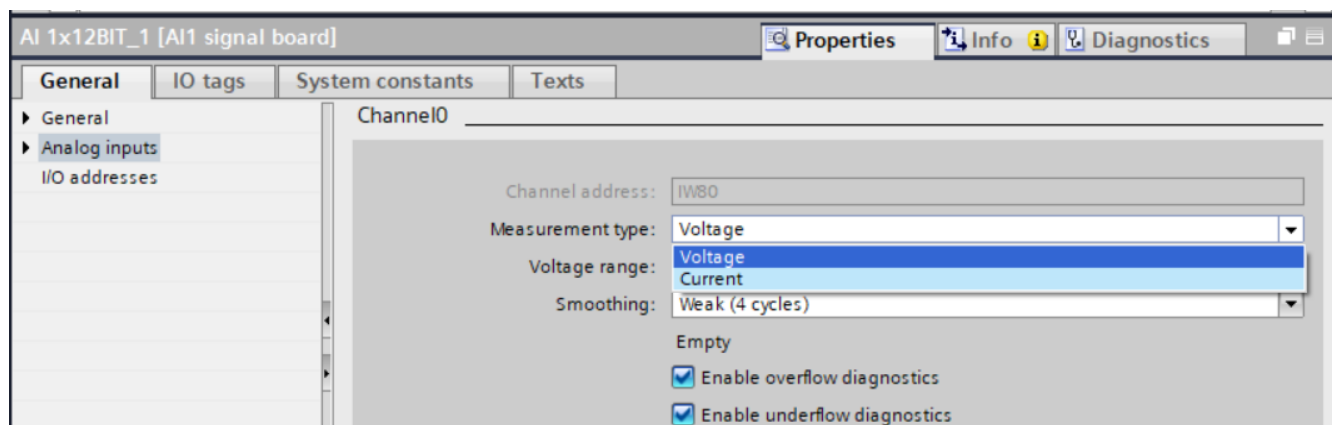 AI 1x12BIT_1 [AI1 signal board]
Properties
Info
Diagnostics
General
IO tags
System constants
Texts
General
Analog inputs
I/O addresses
Channel0
Channel address: IW80
Measurement type: Voltage
Voltage
Current
Voltage range:
Smoothing: Weak (4 cycles)
Empty
Enable overflow diagnostics
Enable underflow diagnostics